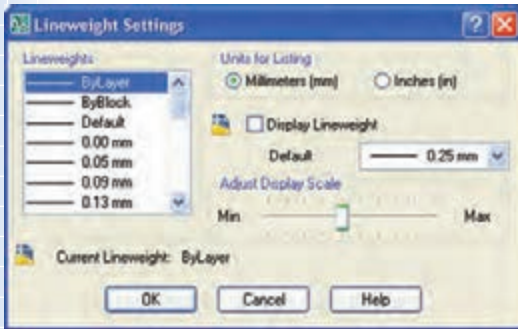 Lineweight Settings
Lineweights
ByLayer
ByBlock
Default
0.00 mm
0.05 mm
0.09 mm
0.13 mm
Units for Listing
Millimeters (mm) Inches (in)
Display Lineweight
Default 0.25 mm
Adjust Display Scale
Min Max
Current Lineweight: ByLayer
OK Cancel Help